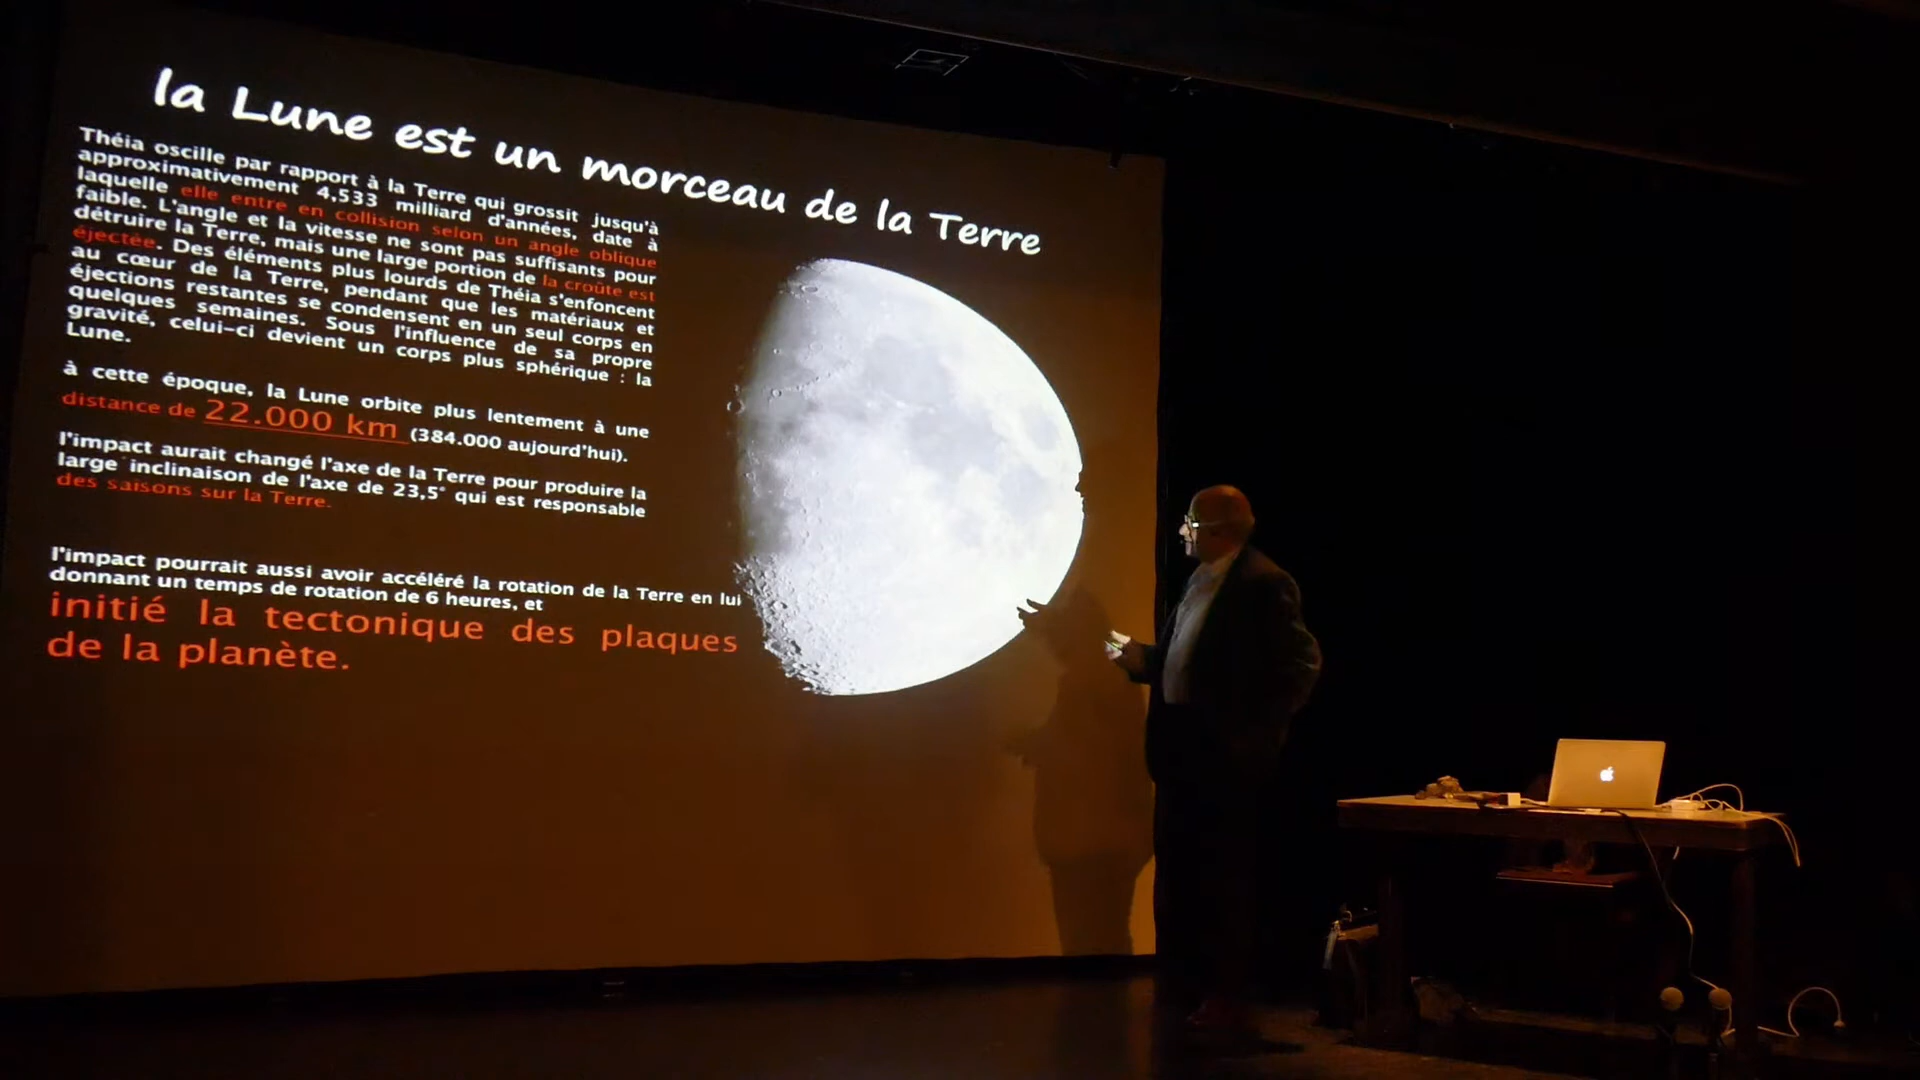 la Lune est un morceau de la Terre
Théia oscille par rapport à la Terre qui grossit jusqu'à
approximativement 4,533 milliard d'années, date à
laquelle elle entre en collision selon un angle oblique
faible. L'angle et la vitesse ne sont pas suffisants pour
détruire la Terre, mais une large portion de la croûte est
éjectée. Des éléments plus lourds de Théia s'enfoncent
au cœur de la Terre, pendant que les matériaux et
éjections restantes se condensent en un seul corps en
quelques semaines. Sous l'influence de sa propre
gravité, celui-ci devient un corps plus sphérique : la
Lune.
à cette époque, la Lune orbite plus lentement à une
distance de 22.000 km (384.000 aujourd'hui).
l'impact aurait changé l'axe de la Terre pour produire la
large inclinaison de l'axe de 23,5° qui est responsable
des saisons sur la Terre.
l'impact pourrait aussi avoir accéléré la rotation de la Terre en lui
donnant un temps de rotation de 6 heures, et
initié la tectonique des plaques
de la planète.